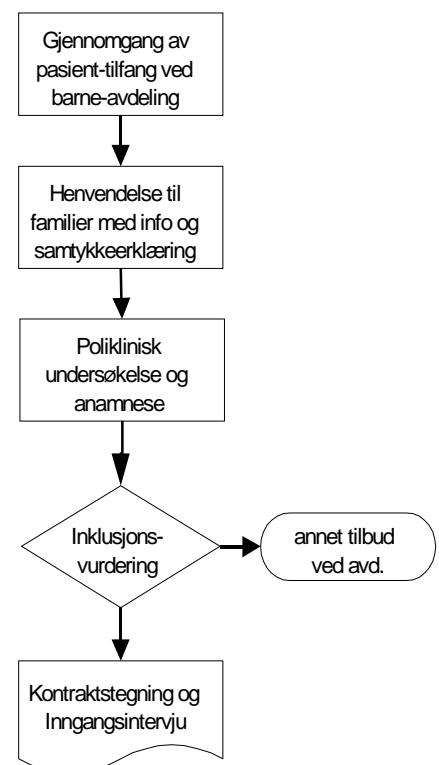 Gjennomgang av
pasient-tilfang ved
barne-avdeling
Henvendelse til
familier med info og
samtykkeerklæring
Poliklinisk
undersøkelse og
anamnese
Inklusjons-
vurdering
annet tilbud
ved avd.
Kontraktstegning og
Inngangsintervju